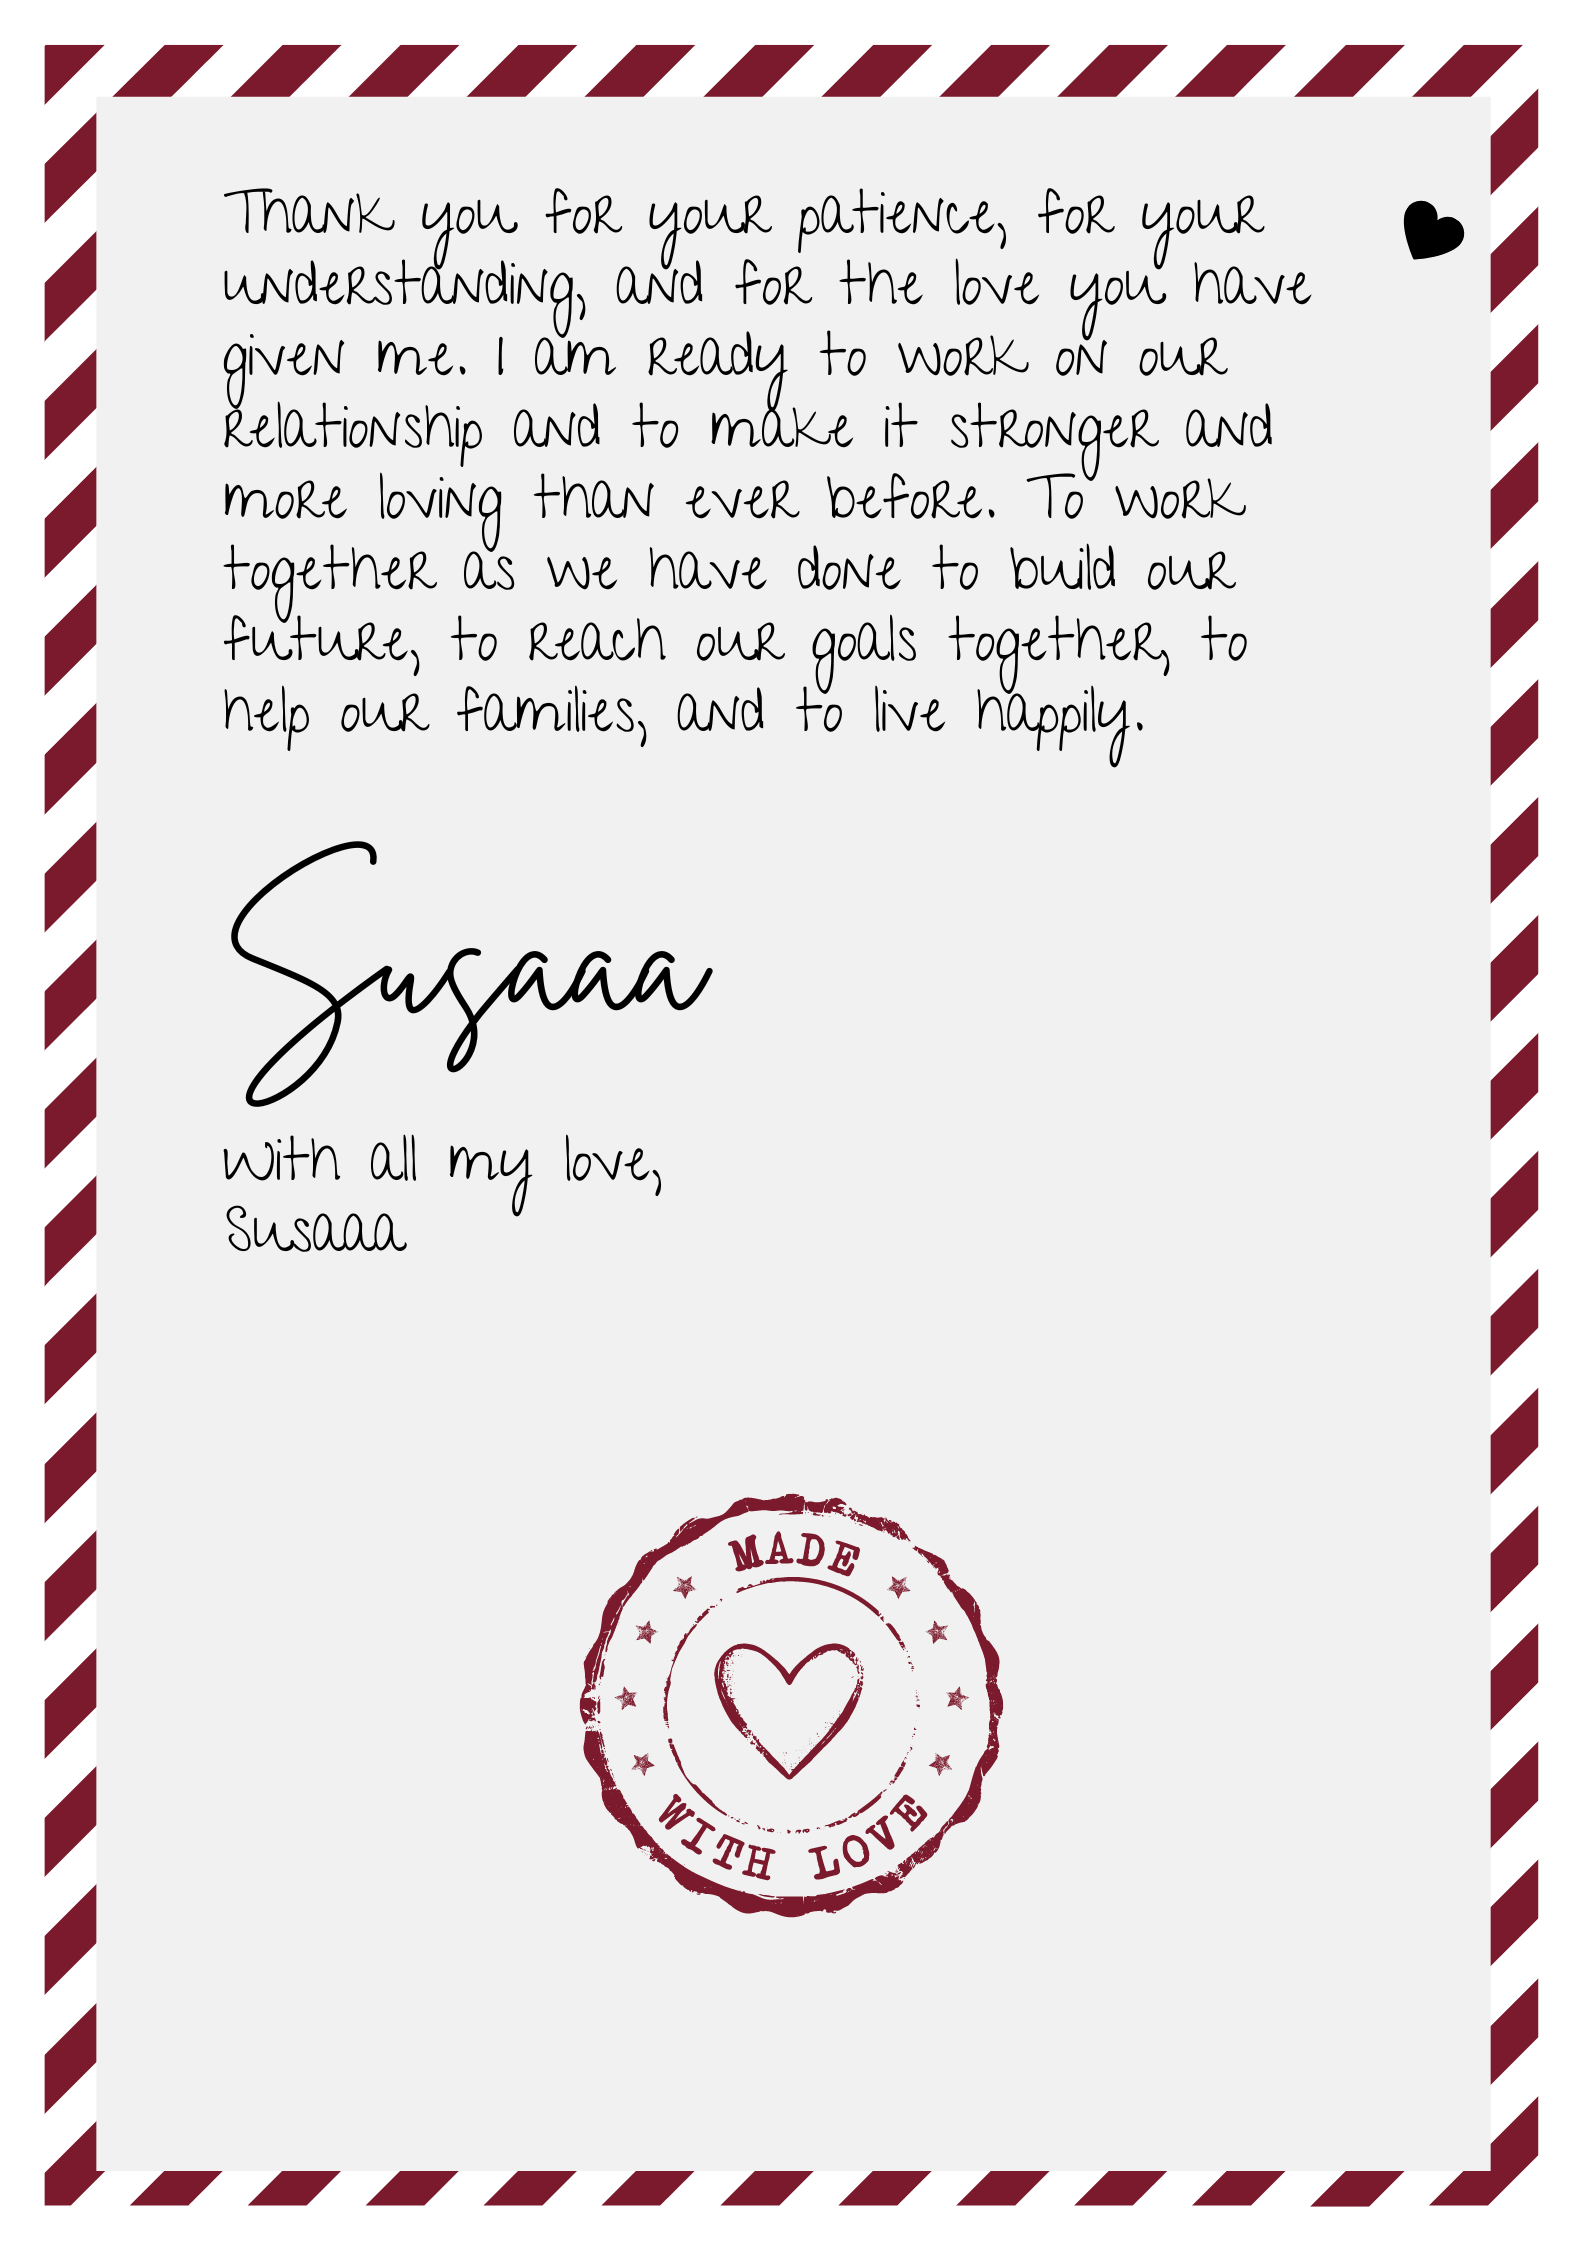 Thank you for your patience, for your
understanding, and for the love you have
given me. I am ready to work on our
relationship and to make it stronger and
more loving than ever before. To work
together as we have done to build our
future, to reach our goals together, to
help our families, and to live happily.
Susaaa
With all my love,
Susaaa
MADE
WITH LOVE